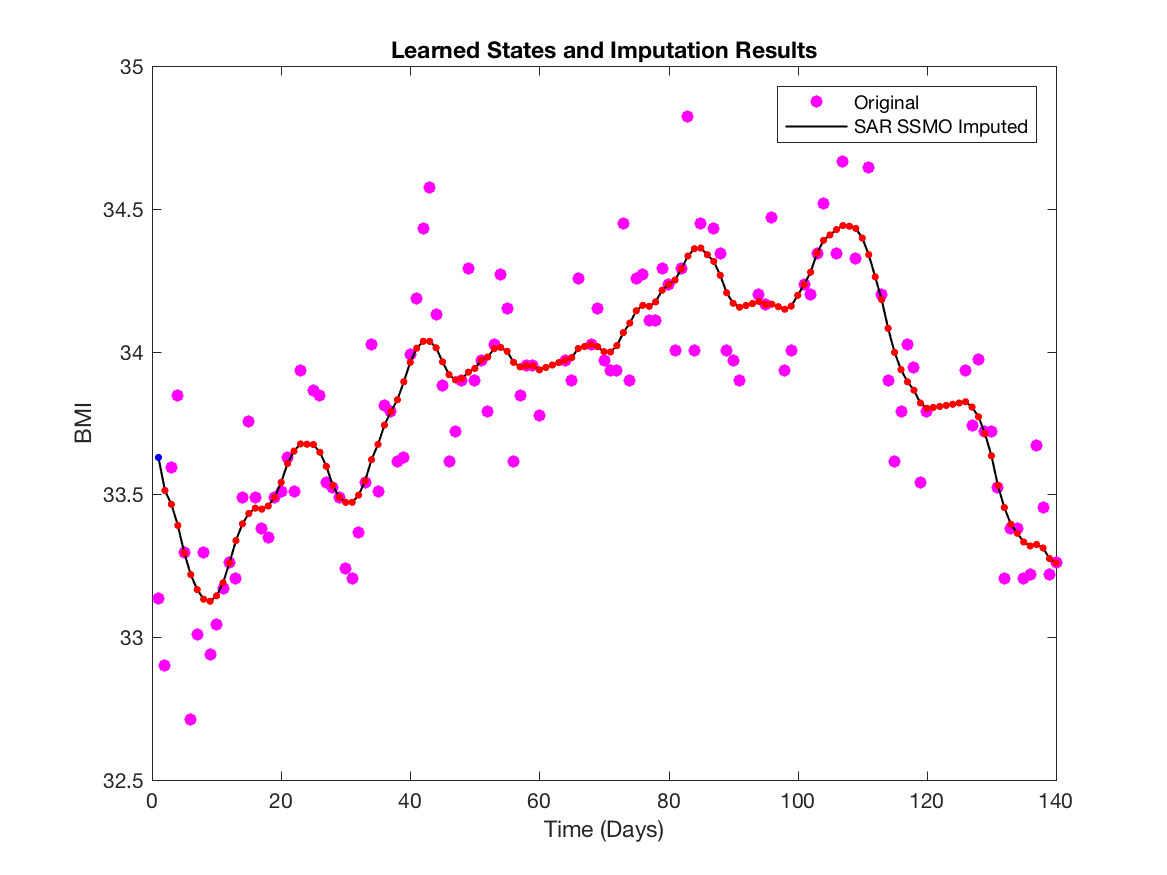 Learned States and Imputation Results
35
Original
SAR SSMO Imputed
34.5
34
BMI
33.5
33
32.5
0 20 40 60 80 100 120 140
Time (Days)